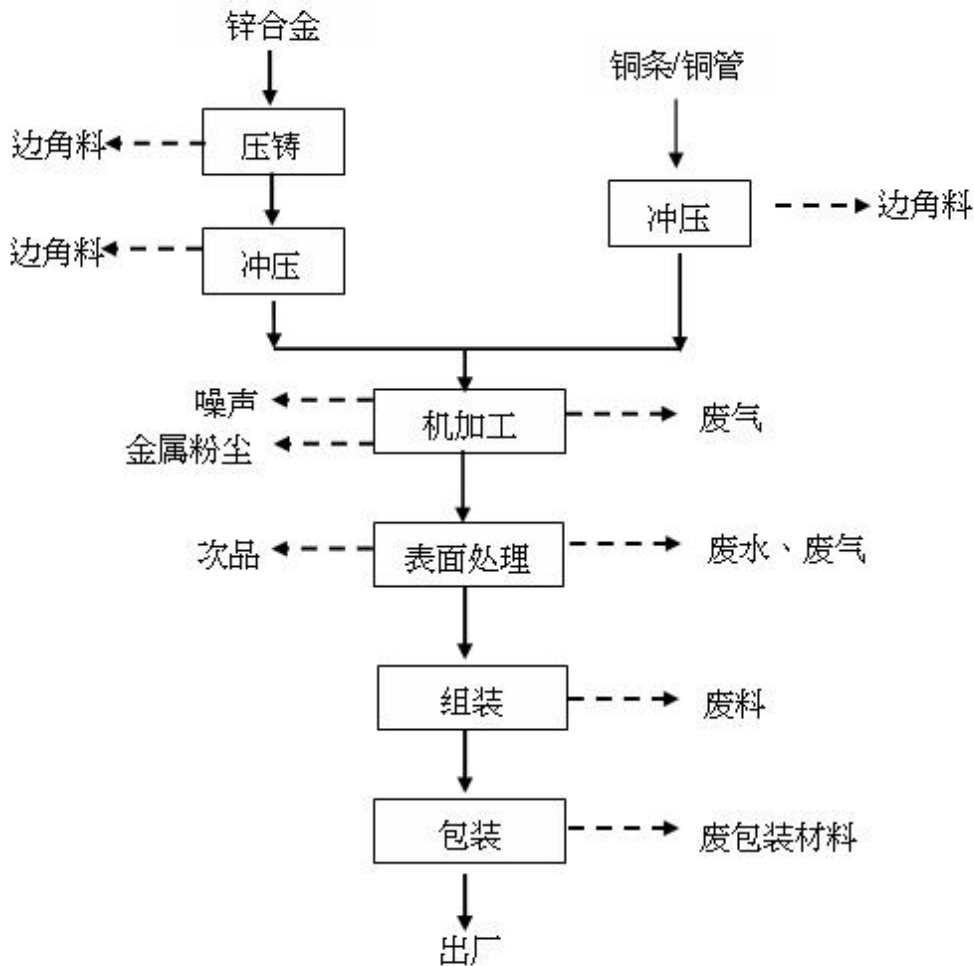 锌合金
铜条/铜管
边角料
压铸
冲压
边角料
边角料
冲压
噪声
金属粉尘
机加工
废气
次品
表面处理
废水、废气
组装
废料
包装
废包装材料
出厂